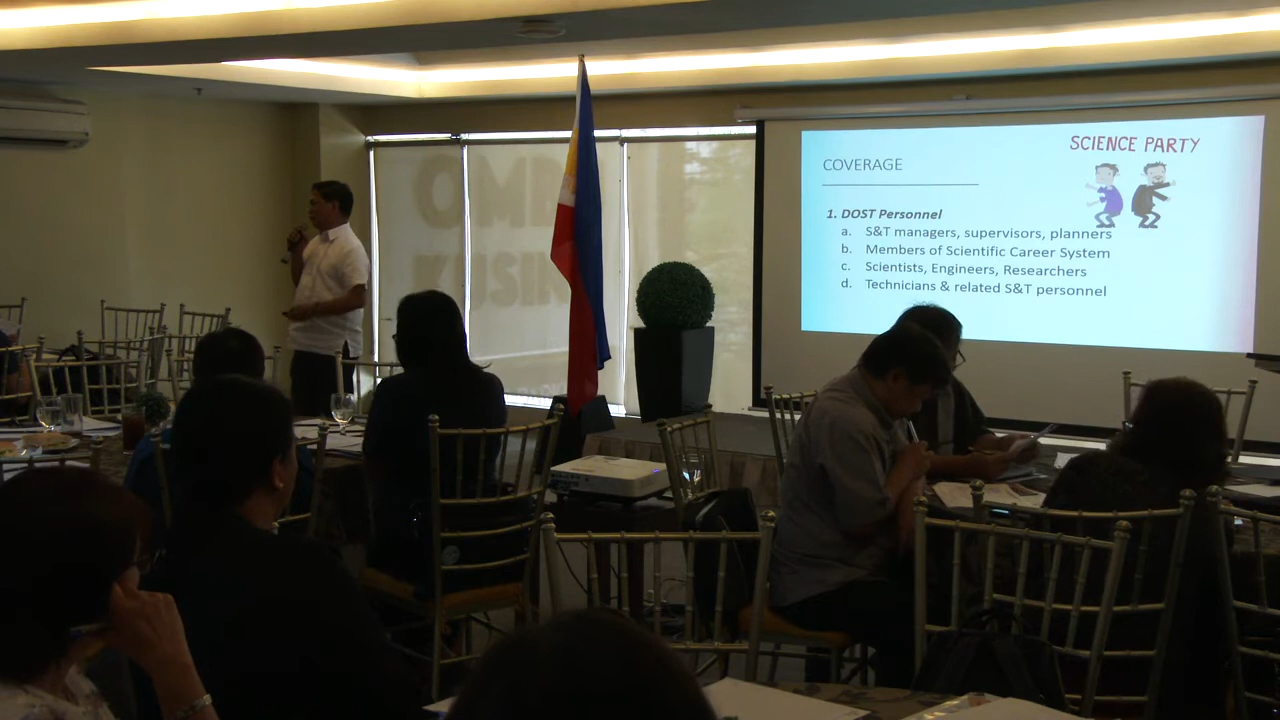 SCIENCE PARTY
COVERAGE
1. DOST Personnel
a. S&T managers, supervisors, planners
b. Members of Scientific Career System
c. Scientists, Engineers, Researchers
d. Technicians & related S&T personnel